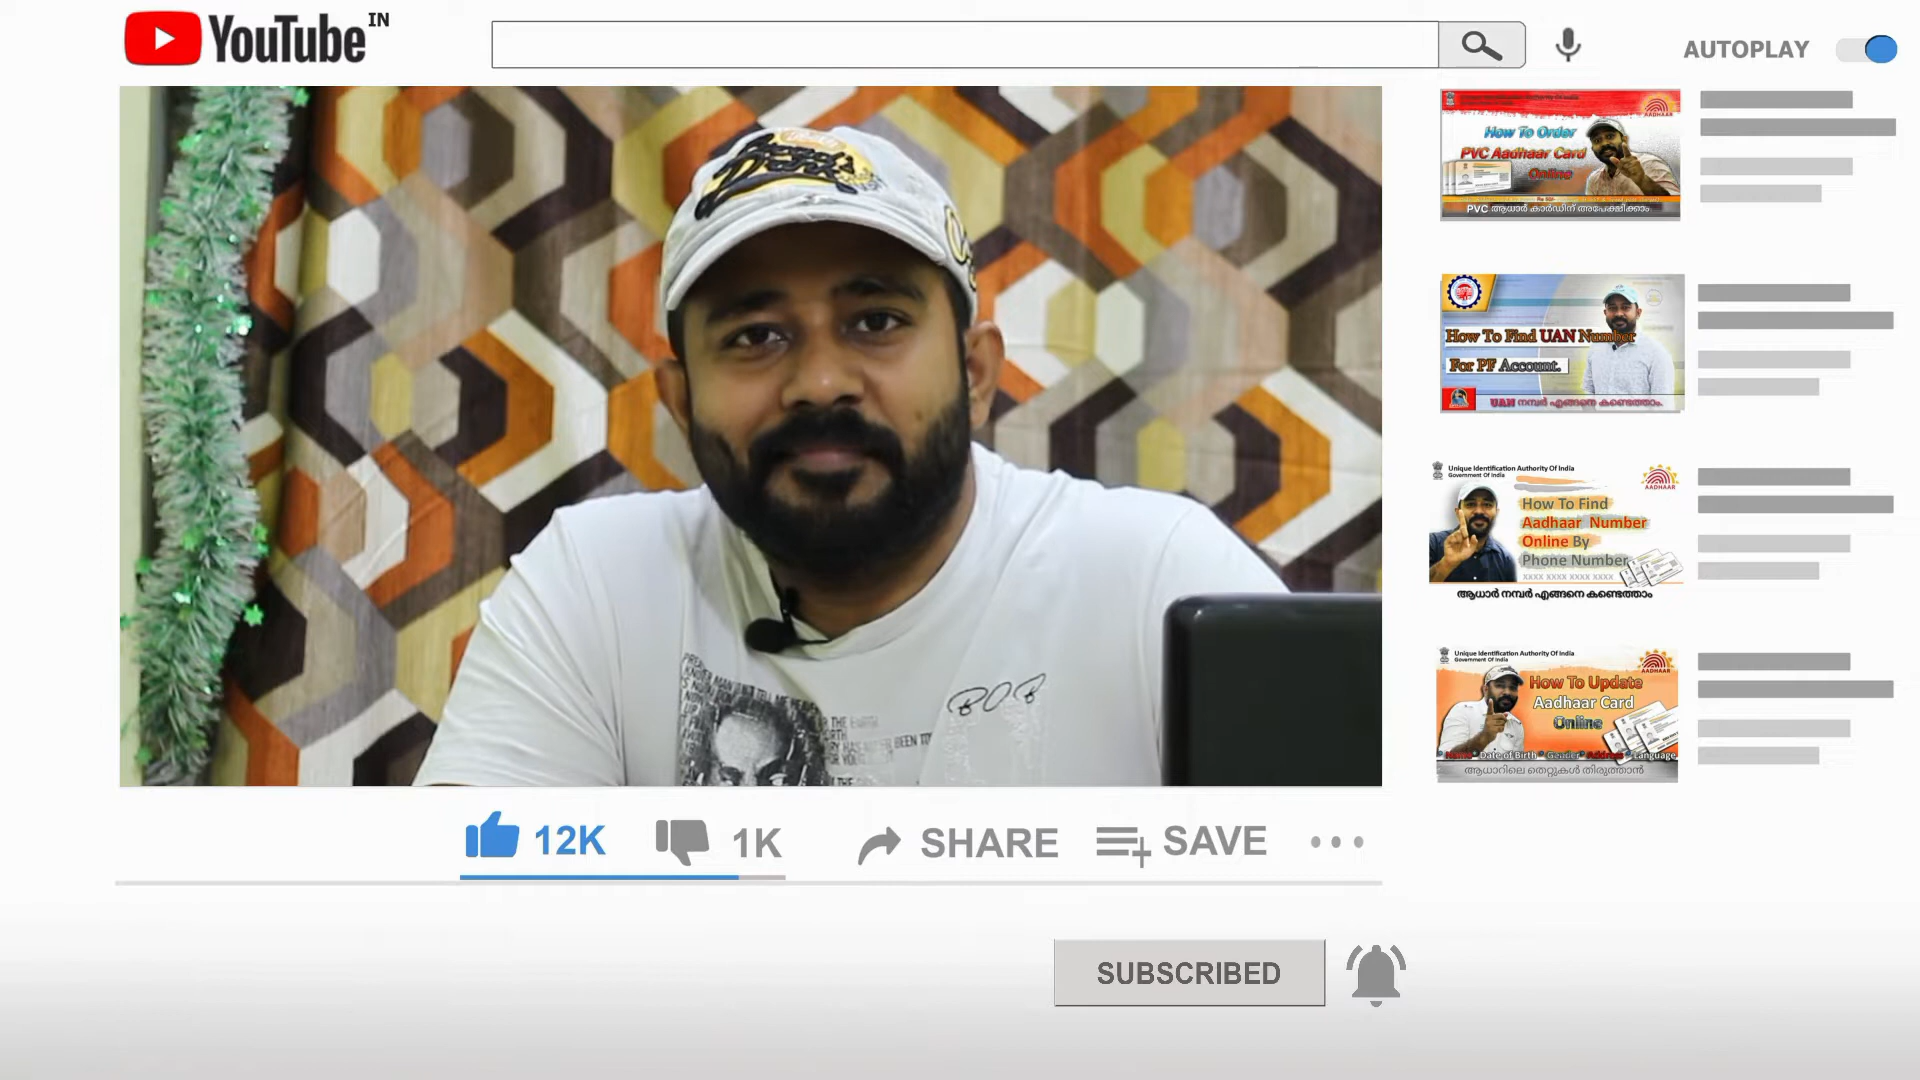 YouTube IN
AUTOPLAY
How To Order
PVC Aadhaar Card
Online
PVC ആധാർ കാർഡിന് അപേക്ഷിക്കാം
AADHAAR
How To Find UAN Number
For PF Account.
UAN നമ്പർ എങ്ങനെ കണ്ടെത്താം.
Unique Identification Authority Of India
Government Of India
AADHAAR
How To Find
Aadhaar Number
Online By
Phone Number
XXXX XXXX XXXX XXXX
ആധാർ നമ്പർ എങ്ങനെ കണ്ടെത്താം
Unique Identification Authority Of India
Government Of India
AADHAAR
How To Update
Aadhaar Card
Online
* Name * Date of Birth * Gender * Address * Language
ആധാറിലെ തെറ്റുകൾ തിരുത്താൻ
BOB
12K
1K
SHARE
SAVE
SUBSCRIBED